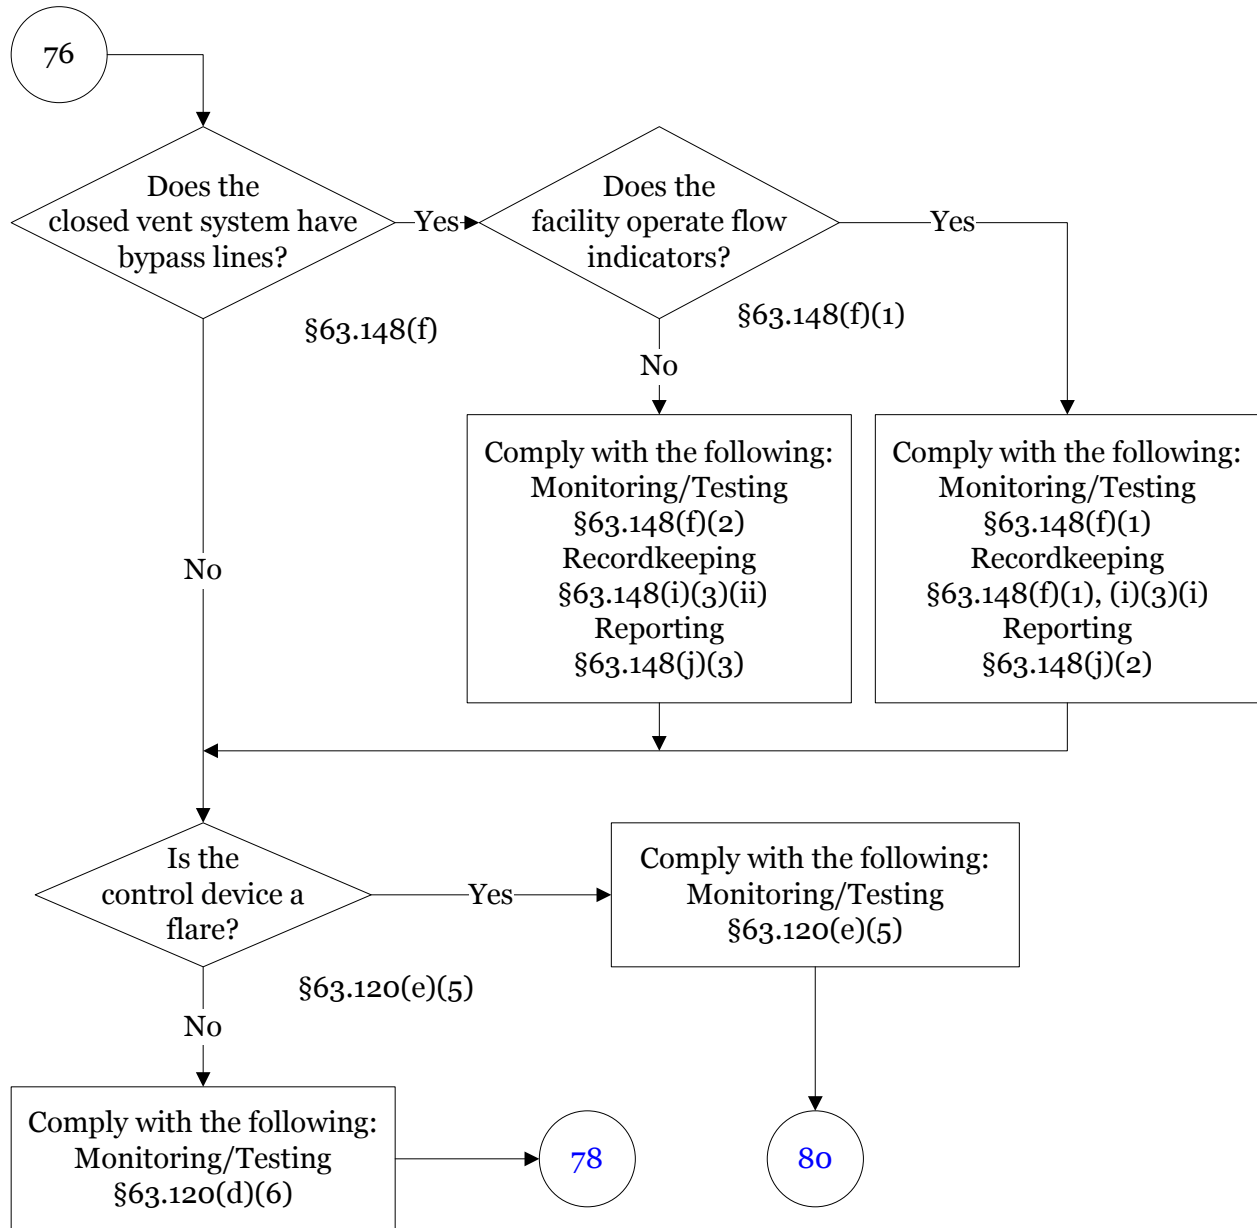 76
Does the
closed vent system have
bypass lines?
Yes
Does the
facility operate flow
indicators?
Yes
§63.148(f)
§63.148(f)(1)
No
No
Comply with the following:
Monitoring/Testing
§63.148(f)(2)
Recordkeeping
§63.148(i)(3)(ii)
Reporting
§63.148(j)(3)
Comply with the following:
Monitoring/Testing
§63.148(f)(1)
Recordkeeping
§63.148(f)(1), (i)(3)(i)
Reporting
§63.148(j)(2)
Is the
control device a
flare?
Yes
Comply with the following:
Monitoring/Testing
§63.120(e)(5)
§63.120(e)(5)
No
Comply with the following:
Monitoring/Testing
§63.120(d)(6)
78
80